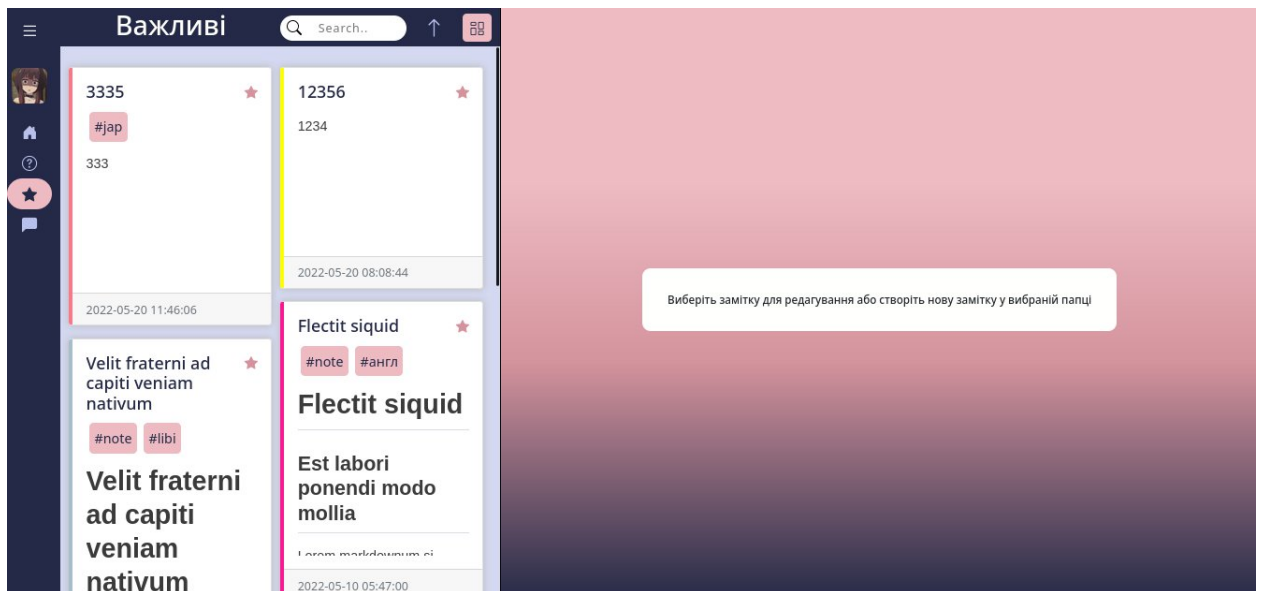 Важливі
Search..
3335
#jap
333
2022-05-20 11:46:06
Velit fraterni ad
capiti veniam
nativum
#note #libi
Velit fraterni
ad capiti
veniam
nativum
12356
1234
2022-05-20 08:08:44
Flectit siquid
#note #англ
Flectit siquid
Est labori
ponendi modo
mollia
Lorem markdownum si
2022-05-10 05:47:00
Виберіть замітку для редагування або створіть нову замітку у вибраній папці